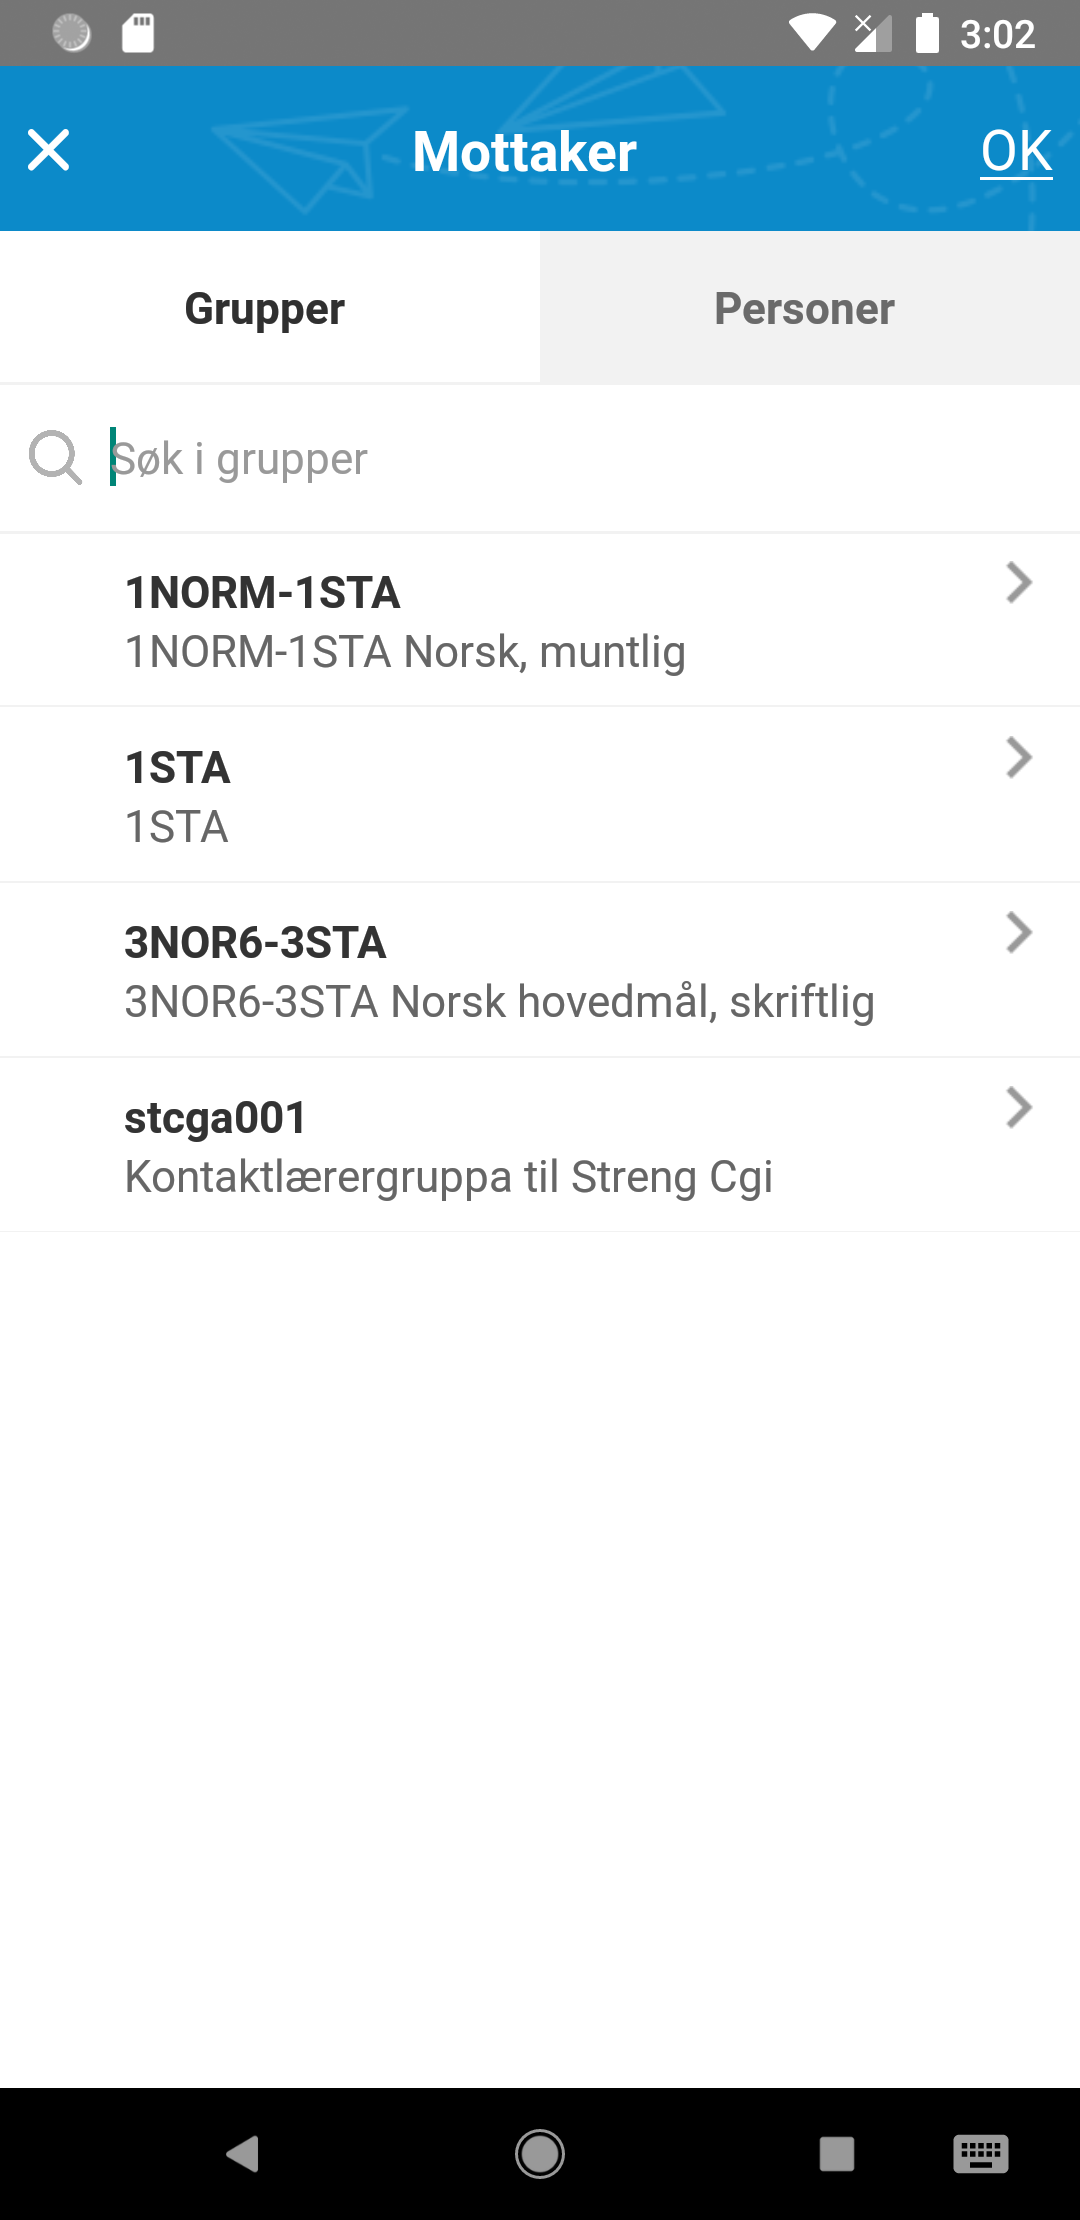 3:02
Mottaker
OK
Grupper
Personer
Søk i grupper
1NORM-1STA
1NORM-1STA Norsk, muntlig
1STA
1STA
3NOR6-3STA
3NOR6-3STA Norsk hovedmål, skriftlig
stcga001
Kontaktlærergruppa til Streng Cgi